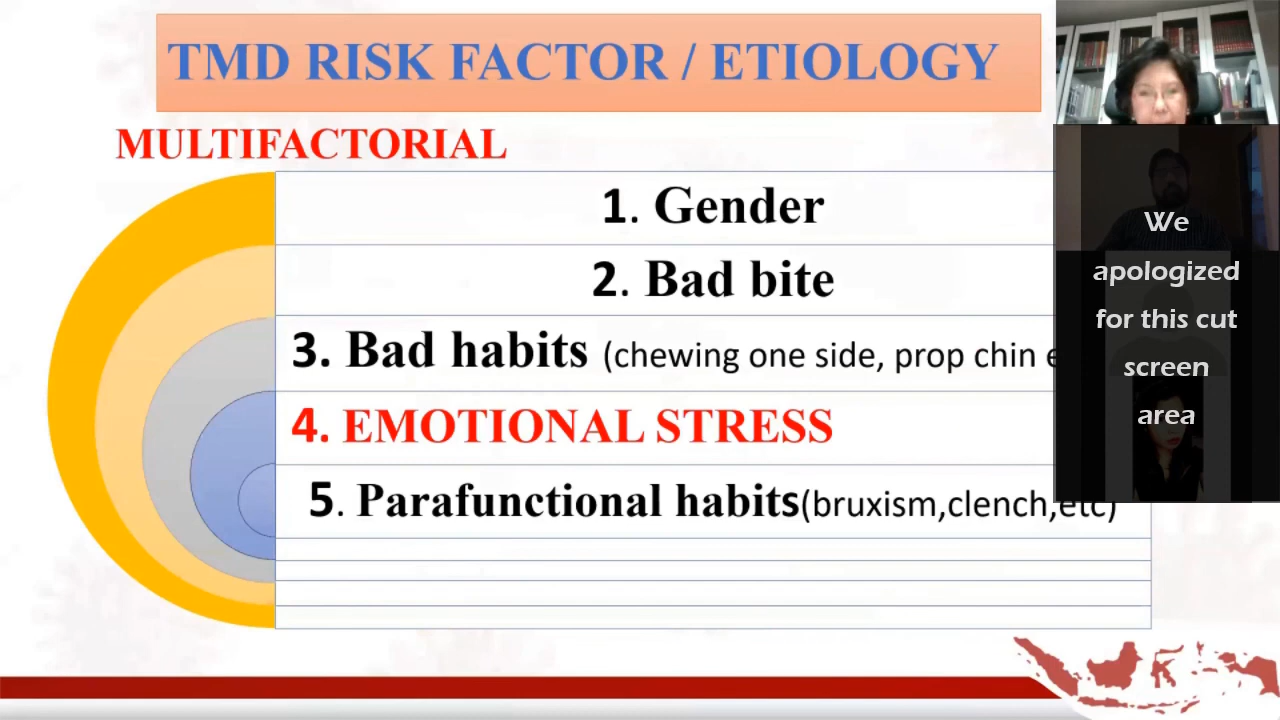 TMD RISK FACTOR / ETIOLOGY
MULTIFACTORIAL
1. Gender
2. Bad bite
3. Bad habits (chewing one side, prop chin
4. EMOTIONAL STRESS
5. Parafunctional habits(bruxism,clench,etc)
We
apologized
for this cut
screen
area